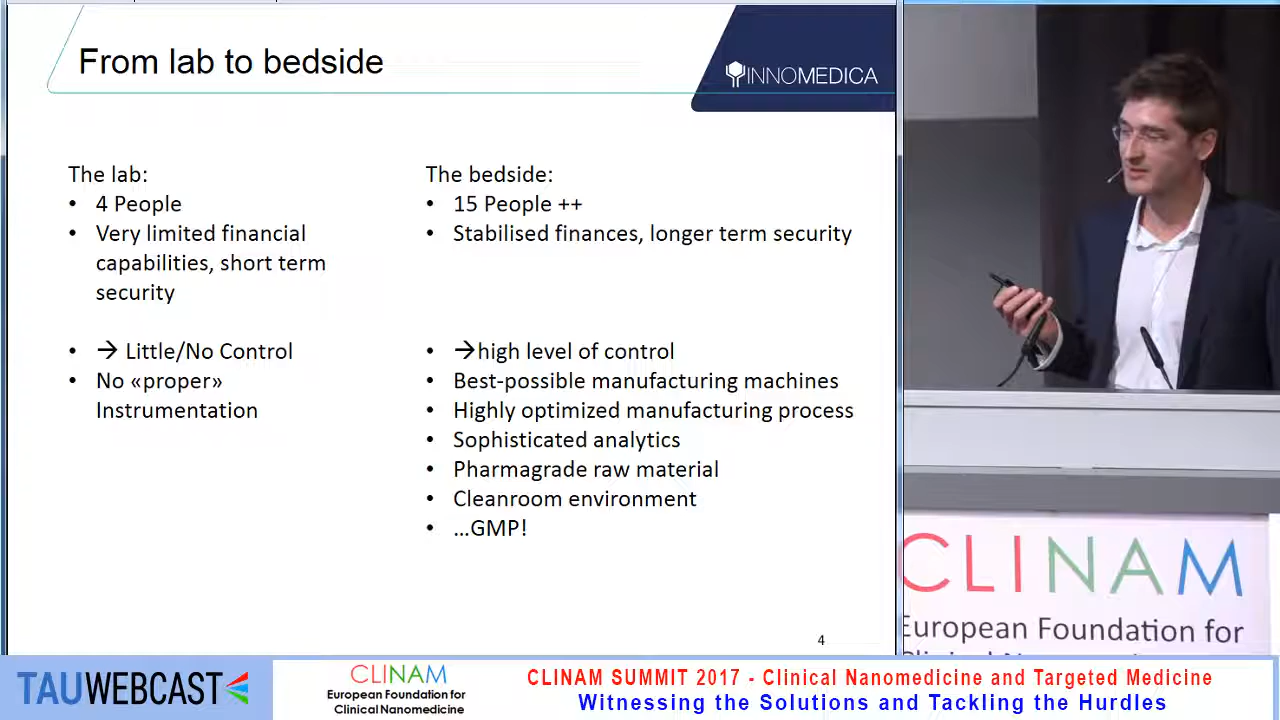 From lab to bedside
INNOMEDICA
The lab:
• 4 People
• Very limited financial
capabilities, short term
security
• → Little/No Control
• No «proper»
Instrumentation
The bedside:
• 15 People ++
• Stabilised finances, longer term security
• →high level of control
• Best-possible manufacturing machines
• Highly optimized manufacturing process
• Sophisticated analytics
• Pharmagrade raw material
• Cleanroom environment
• …GMP!
4
CLINAM
European Foundation for
TAUWEBCAST
CLINAM
European Foundation for
Clinical Nanomedicine
CLINAM SUMMIT 2017 - Clinical Nanomedicine and Targeted Medicine
Witnessing the Solutions and Tackling the Hurdles